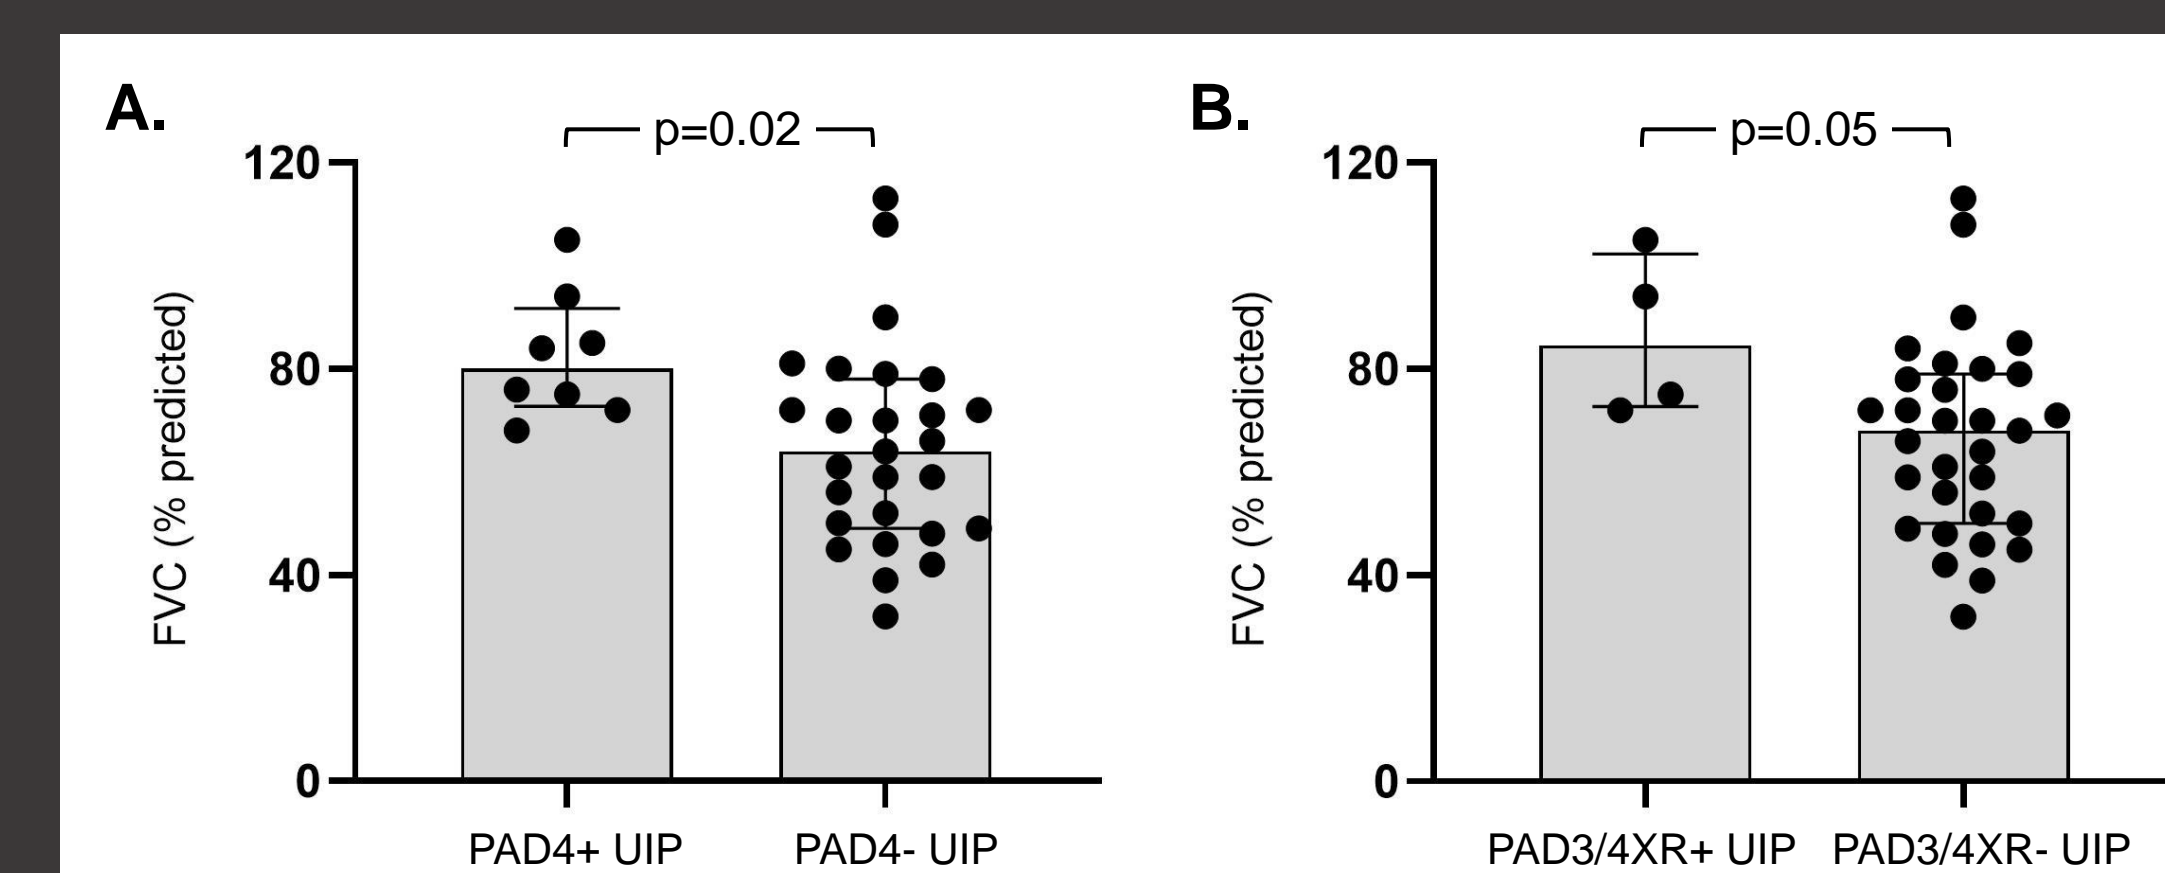 A.
p=0.02
120
80
40
0
FVC (% predicted)
PAD4+ UIP
PAD4- UIP
B.
p=0.05
120
80
40
0
FVC (% predicted)
PAD3/4XR+ UIP
PAD3/4XR- UIP